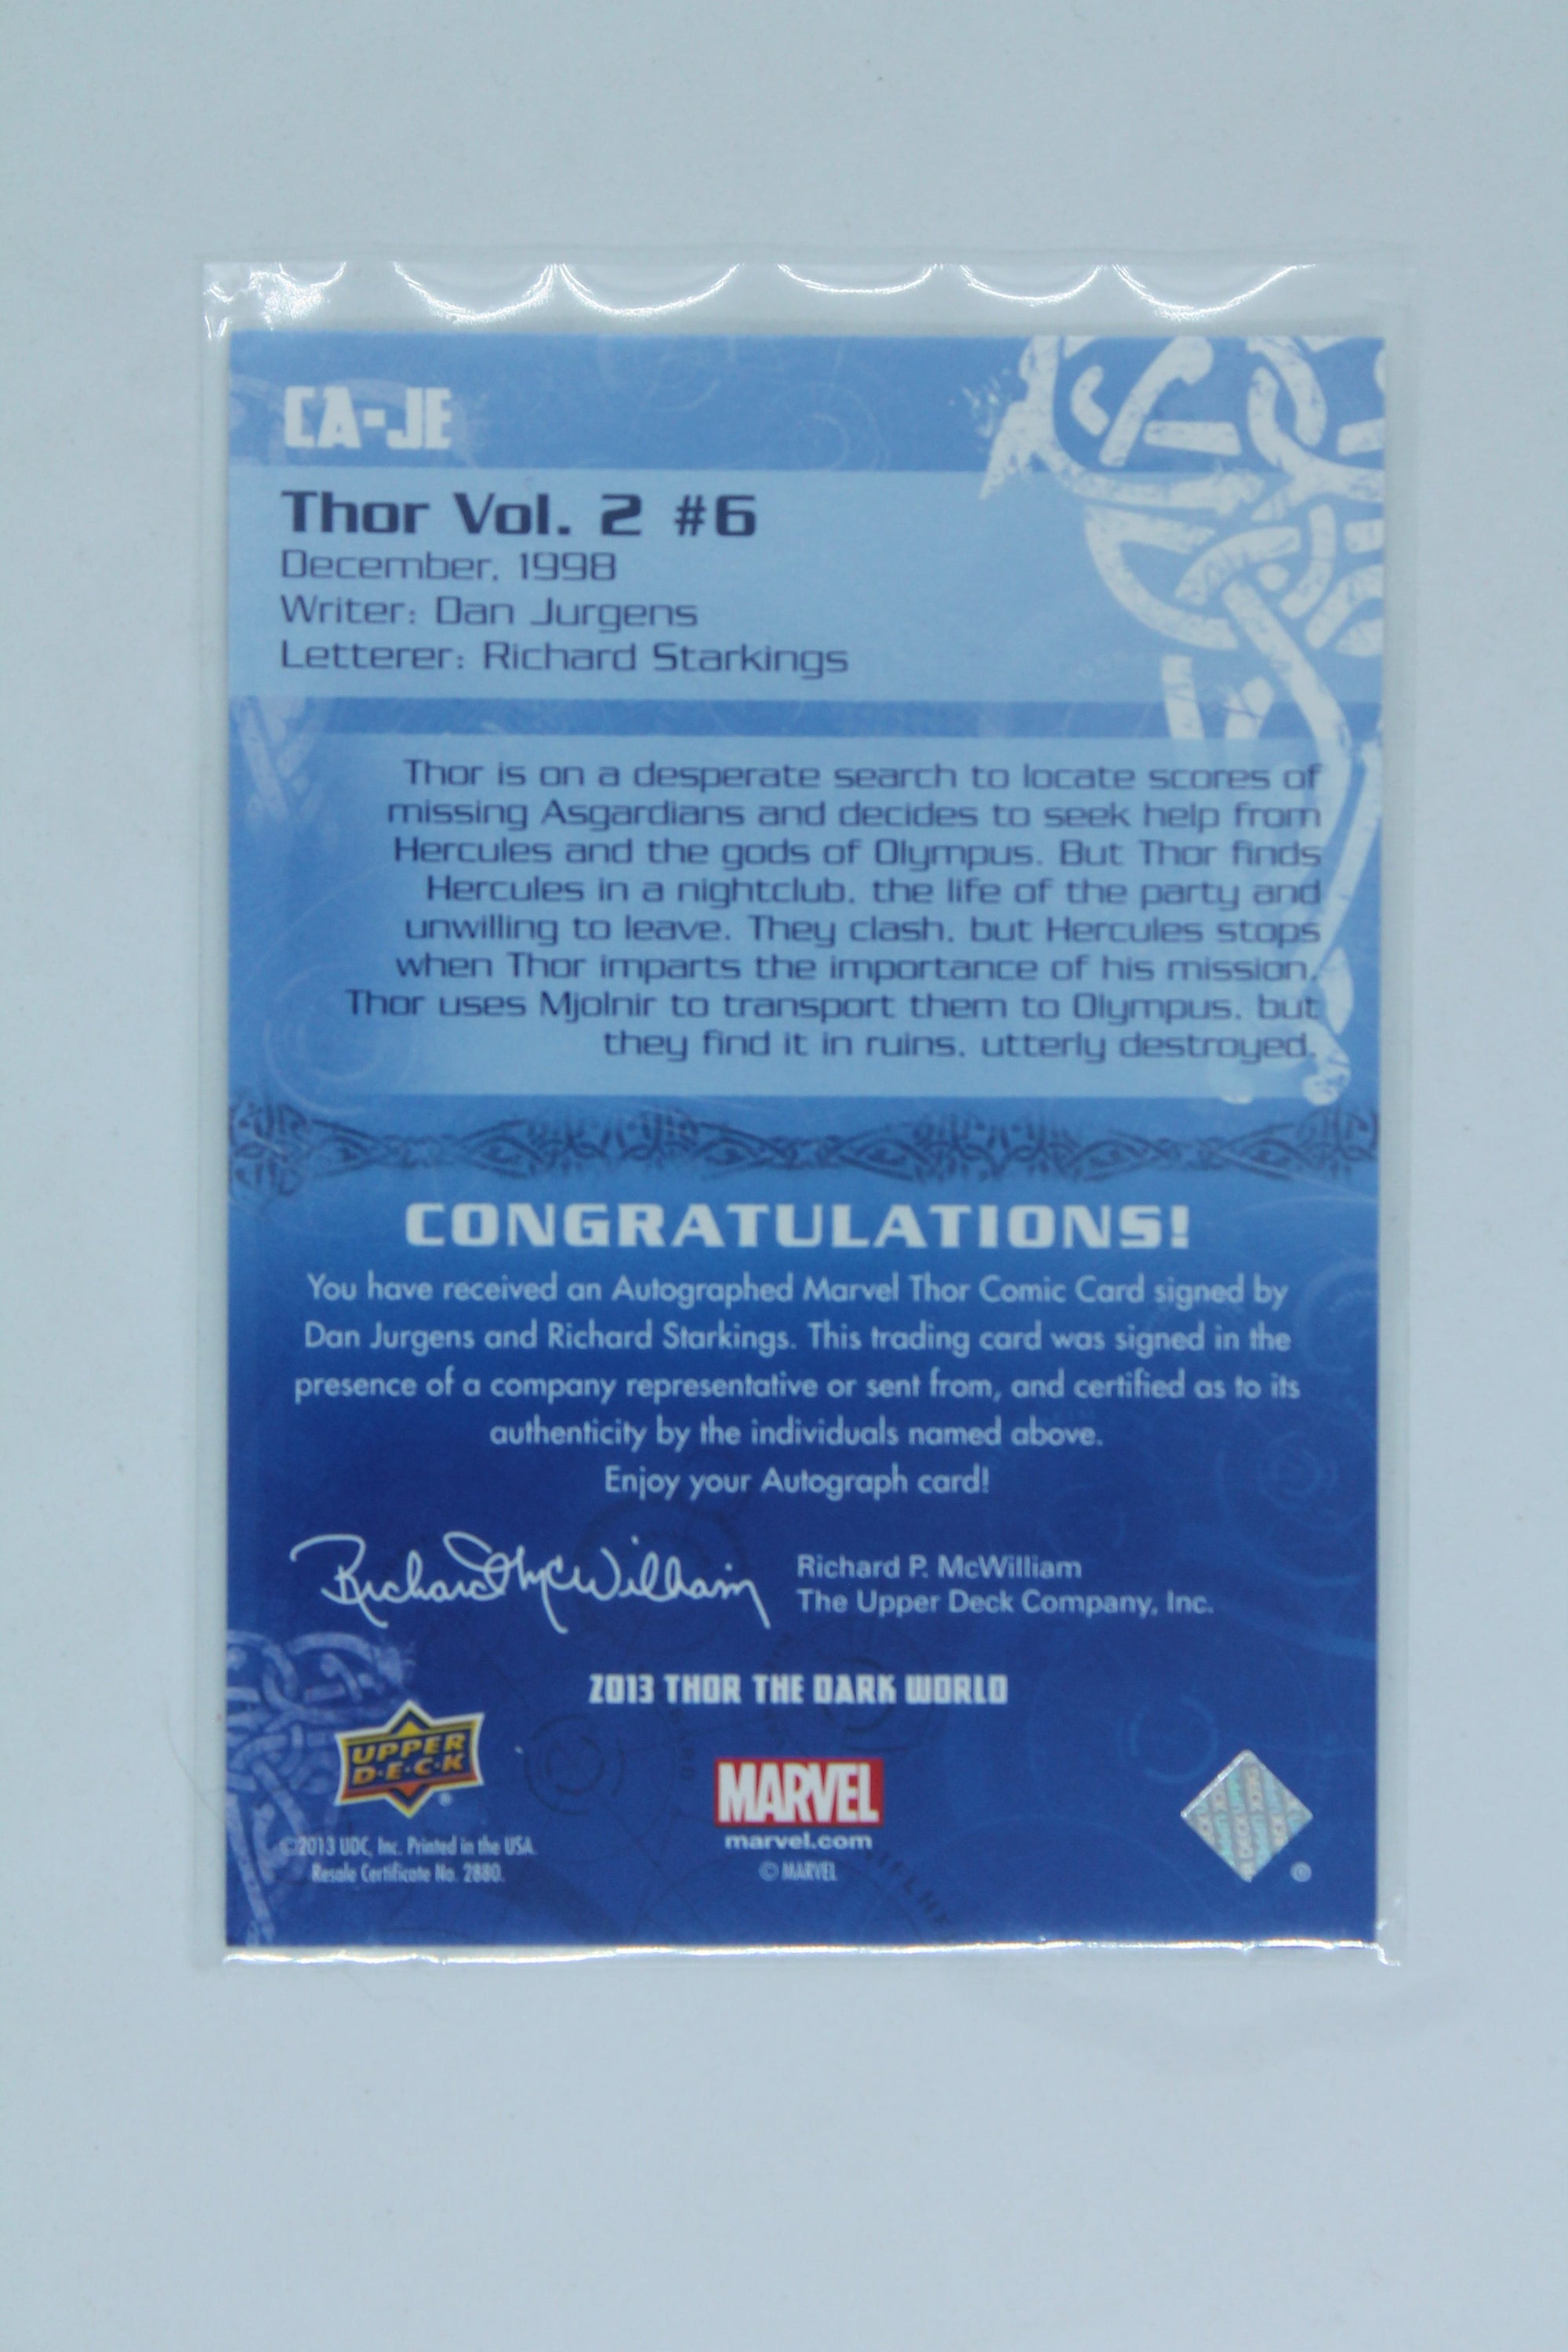 CA-JE
Thor Vol. 2 #6
December, 1998
Writer: Dan Jurgens
Letterer: Richard Starkings
Thor is on a desperate search to locate scores of
missing Asgardians and decides to seek help from
Hercules and the gods of Olympus. But Thor finds
Hercules in a nightclub, the life of the party and
unwilling to leave. They clash, but Hercules stops
when Thor imparts the importance of his mission.
Thor uses Mjolnir to transport them to Olympus, but
they find it in ruins, utterly destroyed.
CONGRATULATIONS!
You have received an Autographed Marvel Thor Comic Card signed by
Dan Jurgens and Richard Starkings. This trading card was signed in the
presence of a company representative or sent from, and certified as to its
authenticity by the individuals named above.
Enjoy your Autograph card!
Richard McWilliam
Richard P. McWilliam
The Upper Deck Company, Inc.
2013 THOR THE DARK WORLD
UPPER
D·E·C·K
®
MARVEL
marvel.com
© MARVEL
©2013 UDC, Inc. Printed in the USA.
Resale Certificate No. 2880.